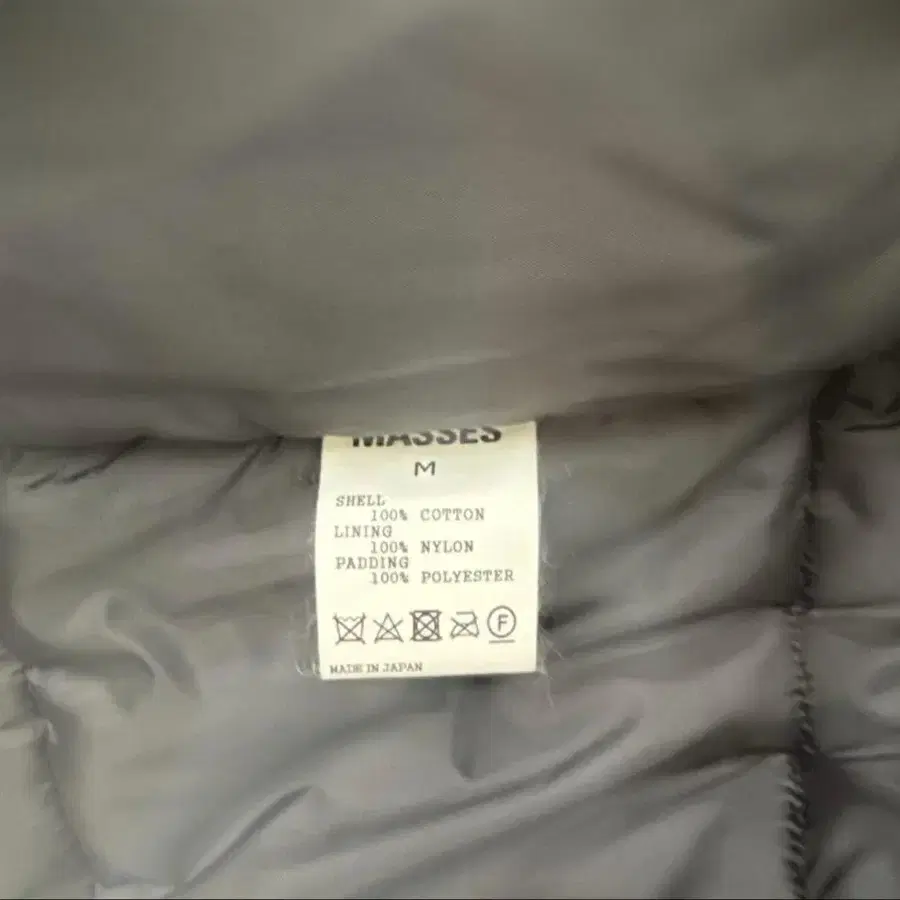 MASSES
M
SHELL
100% COTTON
LINING
100% NYLON
PADDING
100% POLYESTER
F
MADE IN JAPAN